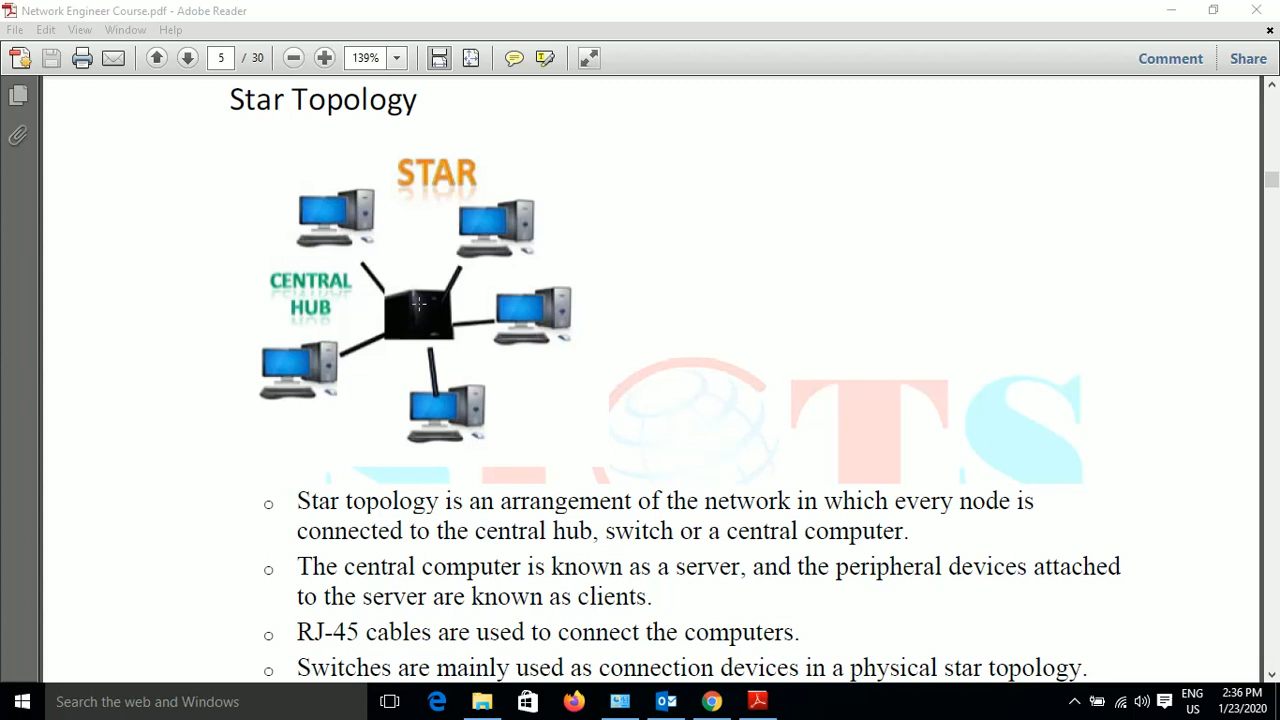 Network Engineer Course.pdf - Adobe Reader
File Edit View Window Help
5 / 30 139% Comment Share
Star Topology
STAR
CENTRAL
HUB
TS
Star topology is an arrangement of the network in which every node is
connected to the central hub, switch or a central computer.
The central computer is known as a server, and the peripheral devices attached
to the server are known as clients.
RJ-45 cables are used to connect the computers.
Switches are mainly used as connection devices in a physical star topology.
Search the web and Windows
ENG 2:36 PM
US 1/23/2020